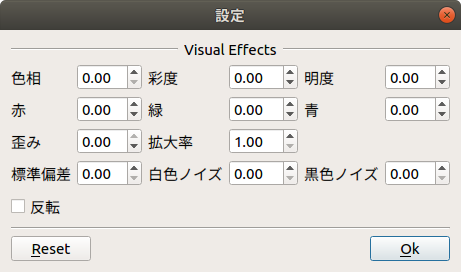 設定
Visual Effects
色相 0.00 彩度 0.00 明度 0.00
赤 0.00 緑 0.00 青 0.00
歪み 0.00 拡大率 1.00
標準偏差 0.00 白色ノイズ 0.00 黒色ノイズ 0.00
反転
Reset Ok